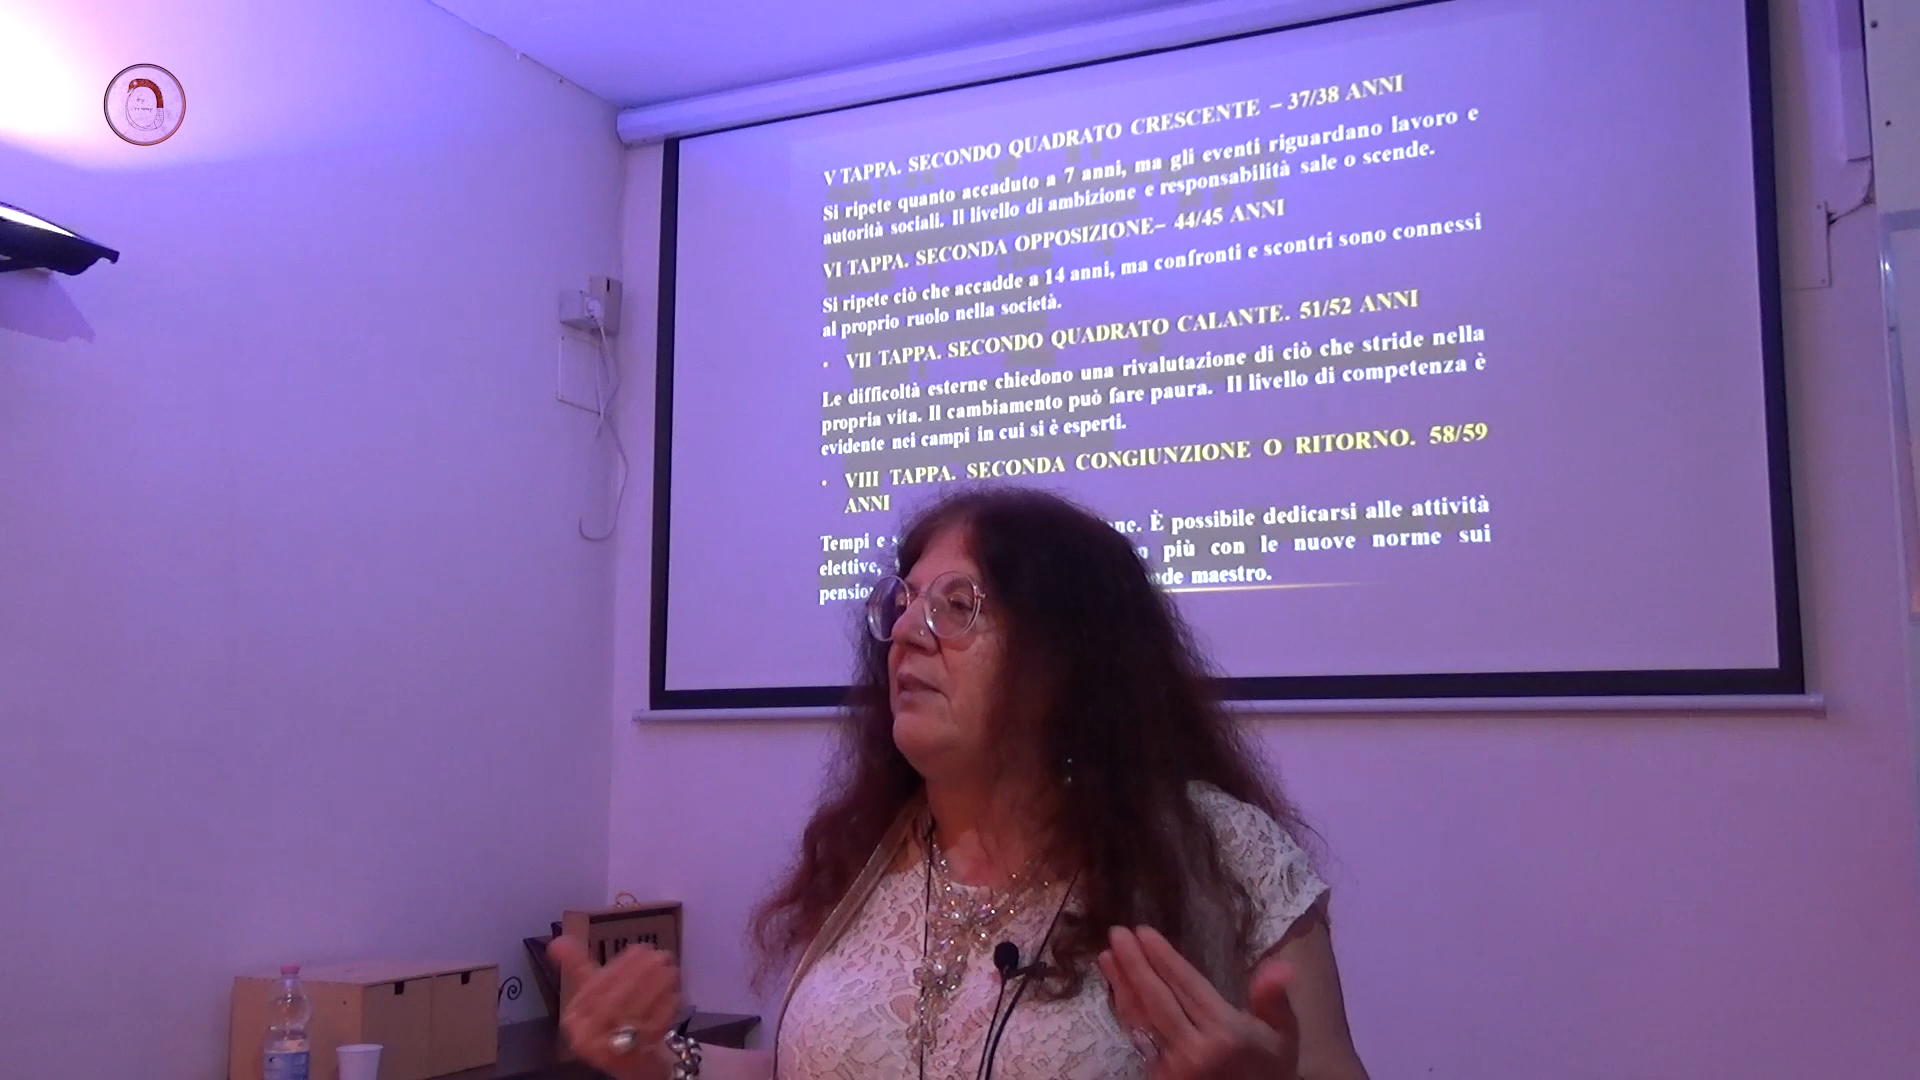 V TAPPA. SECONDO QUADRATO CRESCENTE – 37/38 ANNI
Si ripete quanto accaduto a 7 anni, ma gli eventi riguardano lavoro e
autorità sociali. Il livello di ambizione e responsabilità sale o scende.
VI TAPPA. SECONDA OPPOSIZIONE– 44/45 ANNI
Si ripete ciò che accadde a 14 anni, ma confronti e scontri sono connessi
al proprio ruolo nella società.
• VII TAPPA. SECONDO QUADRATO CALANTE. 51/52 ANNI
Le difficoltà esterne chiedono una rivalutazione di ciò che stride nella
propria vita. Il cambiamento può fare paura. Il livello di competenza è
evidente nei campi in cui si è esperti.
• VIII TAPPA. SECONDA CONGIUNZIONE O RITORNO. 58/59
ANNI
Tempi e È possibile dedicarsi alle attività
elettive, più con le nuove norme sui
maestro.